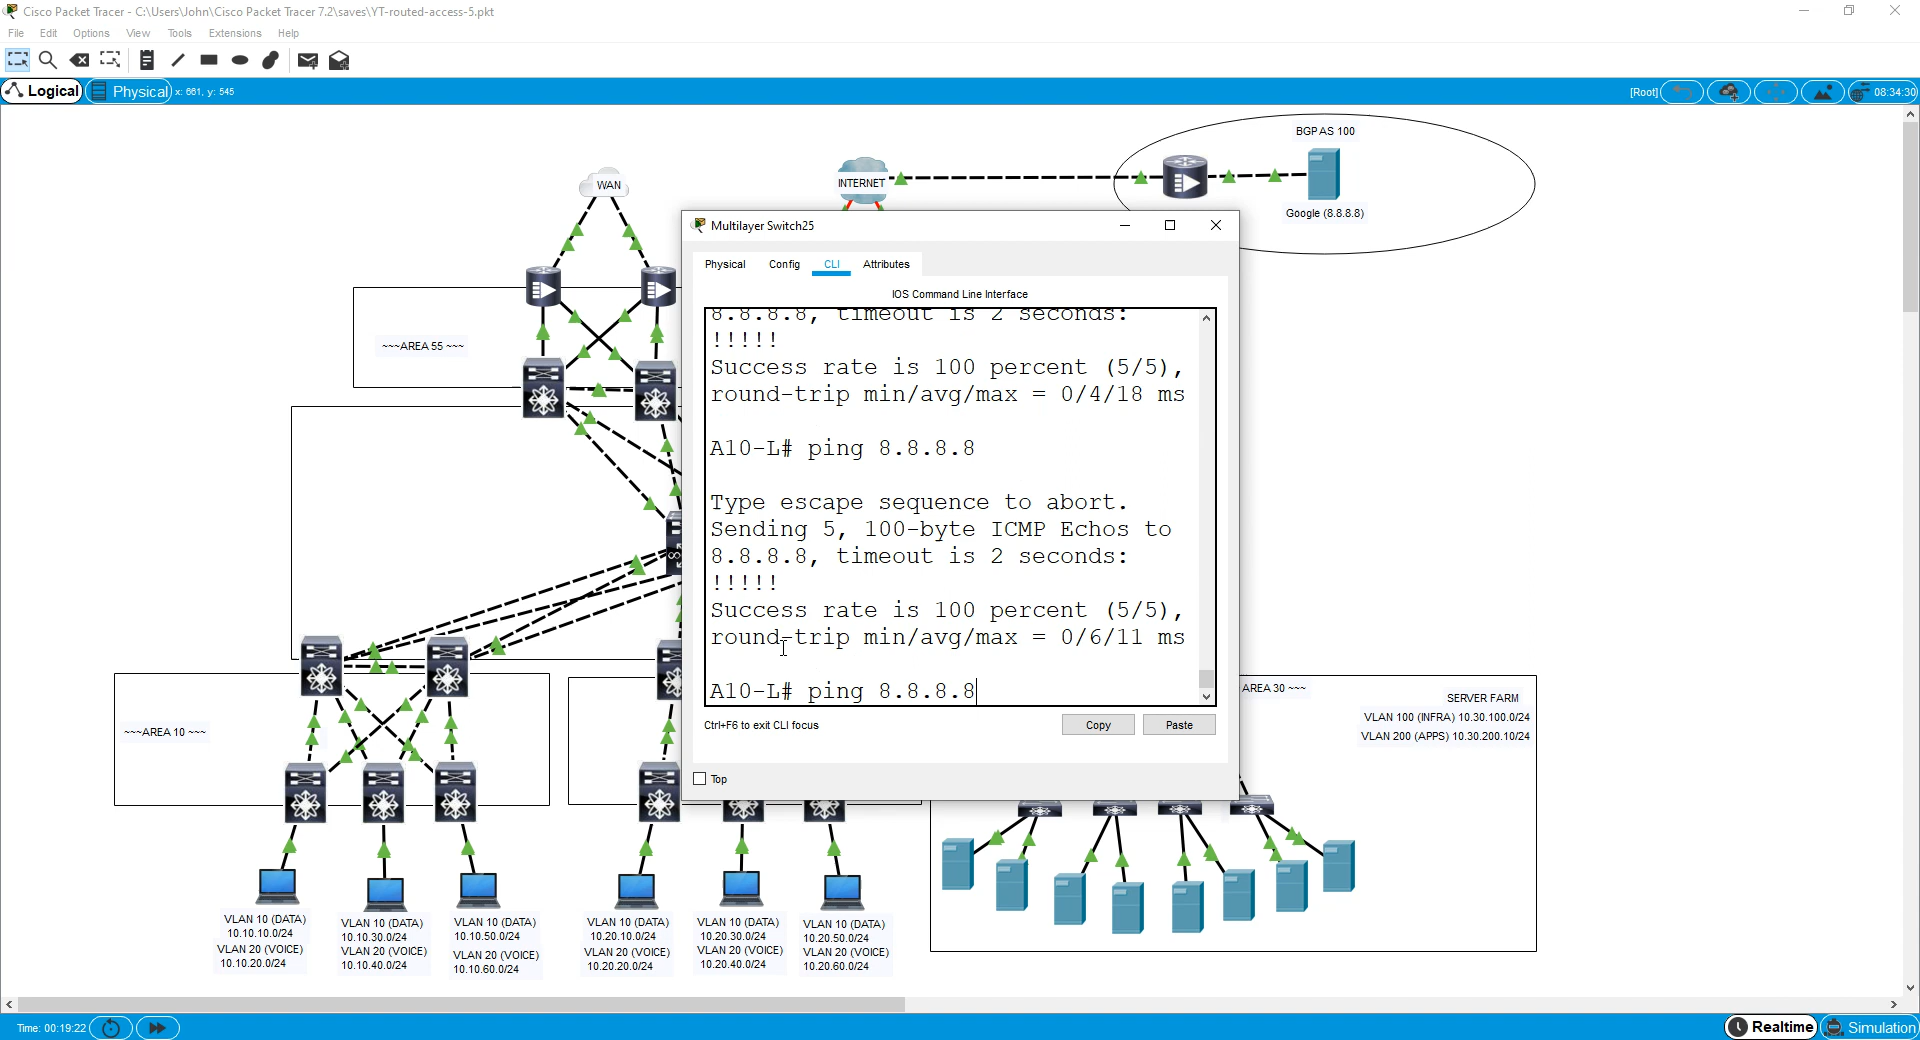 Cisco Packet Tracer - C:\Users\John\Cisco Packet Tracer 7.2\saves\YT-routed-access-5.pkt
File Edit Options View Tools Extensions Help
Logical Physical x: 661, y: 545 [Root] 08:34:30
BGP AS 100
WAN
INTERNET
Google (8.8.8.8)
~~~AREA 55 ~~~
Multilayer Switch25
Physical Config CLI Attributes
IOS Command Line Interface
8.8.8.8, timeout is 2 seconds:
!!!!!
Success rate is 100 percent (5/5),
round-trip min/avg/max = 0/4/18 ms
A10-L# ping 8.8.8.8
Type escape sequence to abort.
Sending 5, 100-byte ICMP Echos to
8.8.8.8, timeout is 2 seconds:
!!!!!
Success rate is 100 percent (5/5),
round-trip min/avg/max = 0/6/11 ms
A10-L# ping 8.8.8.8
Ctrl+F6 to exit CLI focus
Copy Paste
Top
~~~AREA 10 ~~~
AREA 30 ~~~
SERVER FARM
VLAN 100 (INFRA) 10.30.100.0/24
VLAN 200 (APPS) 10.30.200.10/24
VLAN 10 (DATA)
10.10.10.0/24
VLAN 20 (VOICE)
10.10.20.0/24
VLAN 10 (DATA)
10.10.30.0/24
VLAN 20 (VOICE)
10.10.40.0/24
VLAN 10 (DATA)
10.10.50.0/24
VLAN 20 (VOICE)
10.10.60.0/24
VLAN 10 (DATA)
10.20.10.0/24
VLAN 20 (VOICE)
10.20.20.0/24
VLAN 10 (DATA)
10.20.30.0/24
VLAN 20 (VOICE)
10.20.40.0/24
VLAN 10 (DATA)
10.20.50.0/24
VLAN 20 (VOICE)
10.20.60.0/24
Time: 00:19:22
Realtime Simulation